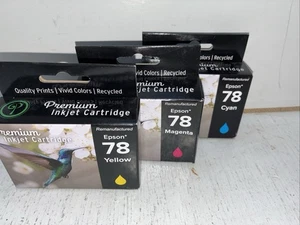 Quality Prints | Vivid Colors | Recycled
Premium
Inkjet Cartridge
Remanufactured
Epson
78
Yellow
Premium
Inkjet Cartridge
Vivid Colors | Recycled
Remanufactured
Epson
78
Magenta
Colors | Recycled
Remanufactured
Epson
78
Cyan